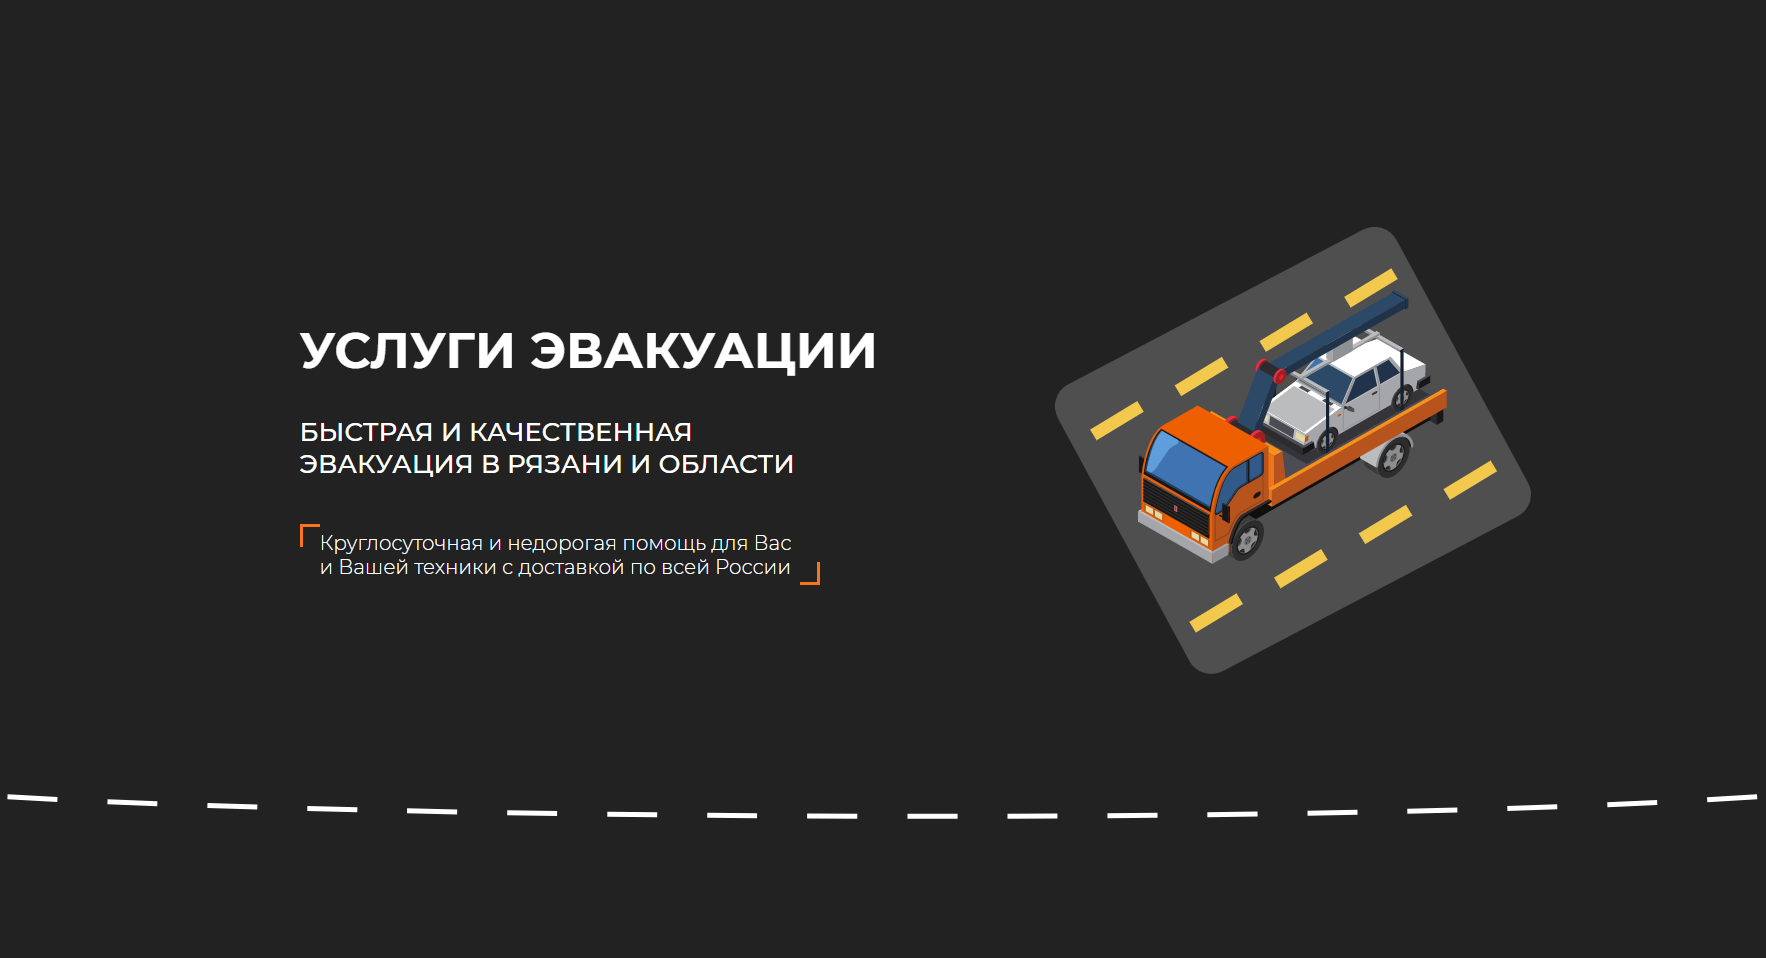 УСЛУГИ ЭВАКУАЦИИ
БЫСТРАЯ И КАЧЕСТВЕННАЯ
ЭВАКУАЦИЯ В РЯЗАНИ И ОБЛАСТИ
Круглосуточная и недорогая помощь для Вас
и Вашей техники с доставкой по всей России